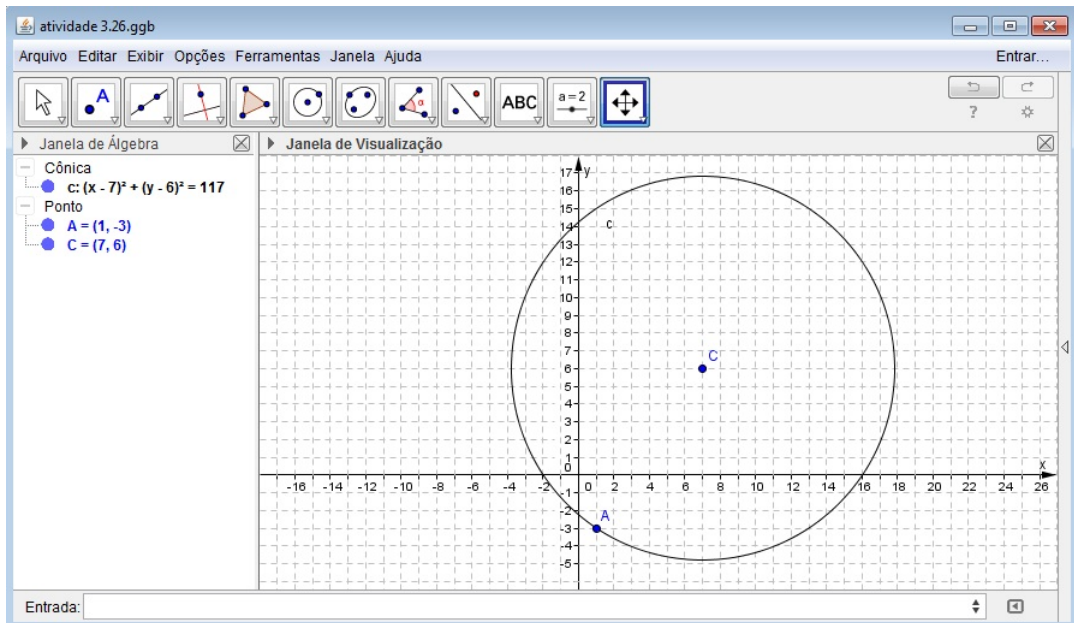 atividade 3.26.ggb
Arquivo Editar Exibir Opções Ferramentas Janela Ajuda Entrar...
A α ABC a = 2 ?
Janela de Álgebra
Cônica
c: (x - 7)² + (y - 6)² = 117
Ponto
A = (1, -3)
C = (7, 6)
Janela de Visualização
y
17
16
15
14
c
13
12
11
10
9
8
7
C
6
5
4
3
2
1
0
x
-16 -14 -12 -10 -8 -6 -4 -2 0 2 4 6 8 10 12 14 16 18 20 22 24 26
-1
-2
A
-3
-4
-5
Entrada: